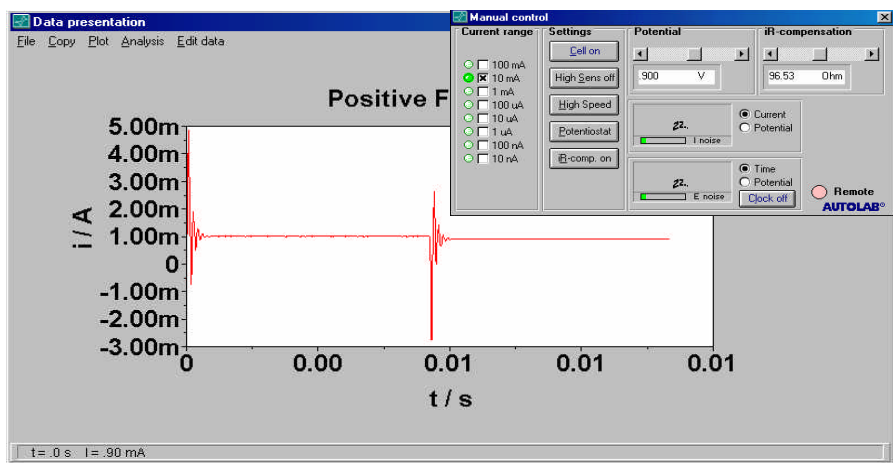 Data presentation
File Copy Plot Analysis Edit data
Positive F
5.00m
4.00m
3.00m
2.00m
1.00m
0
-1.00m
-2.00m
-3.00m
i / A
0 0.00 0.01 0.01 0.01
t / s
t= .0 s I= .90 mA
Manual control
Current range
100 mA
10 mA
1 mA
100 uA
10 uA
1 uA
100 nA
10 nA
Settings
Cell on
High Sens off
High Speed
Potentiostat
iR-comp. on
Potential
.900 V
iR-compensation
96.53 Ohm
I noise
Current
Potential
E noise
Time
Potential
Clock off
Remote
AUTOLAB®